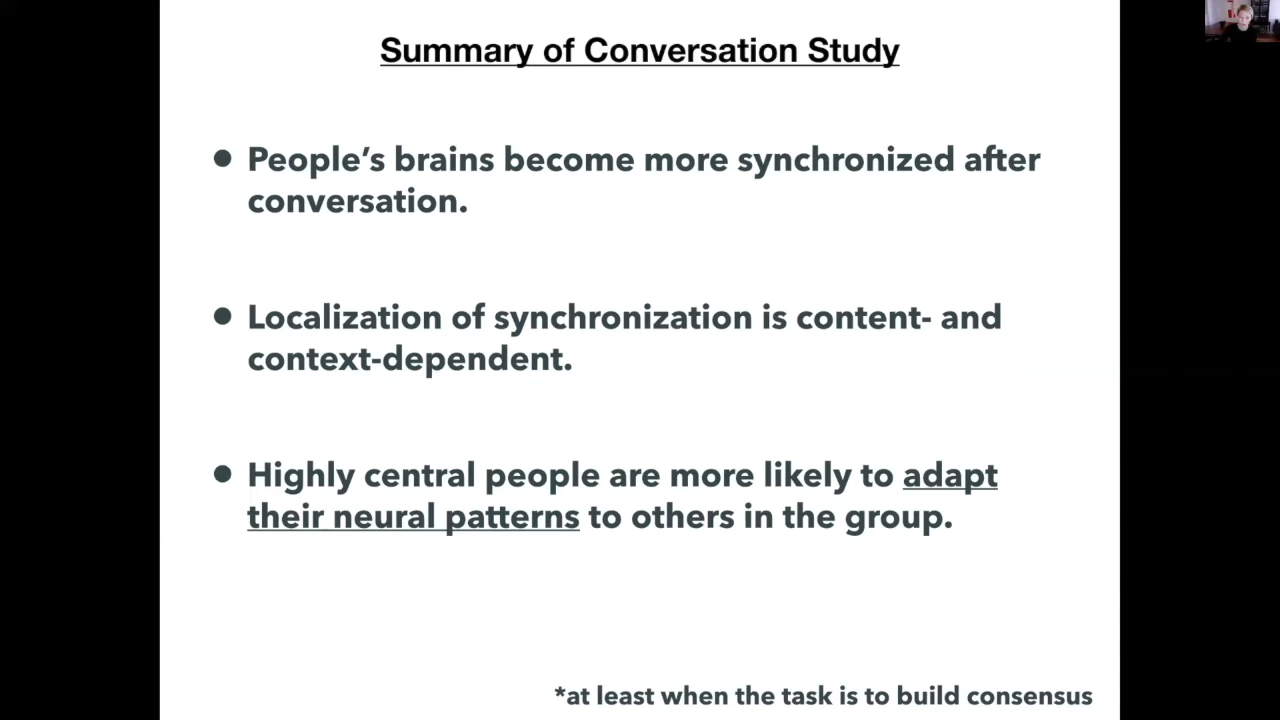 Summary of Conversation Study
● People’s brains become more synchronized after
conversation.
● Localization of synchronization is content- and
context-dependent.
● Highly central people are more likely to adapt
their neural patterns to others in the group.
*at least when the task is to build consensus